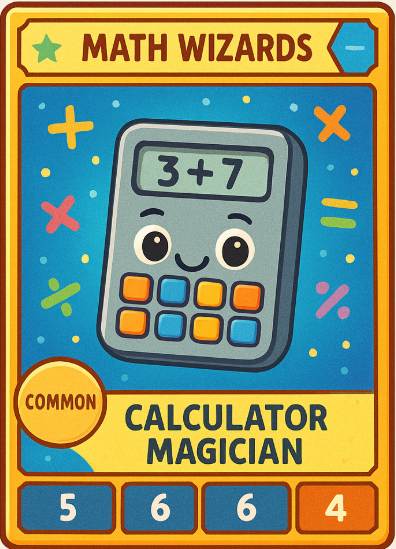 MATH WIZARDS
3+7
COMMON
CALCULATOR
MAGICIAN
5 6 6 4